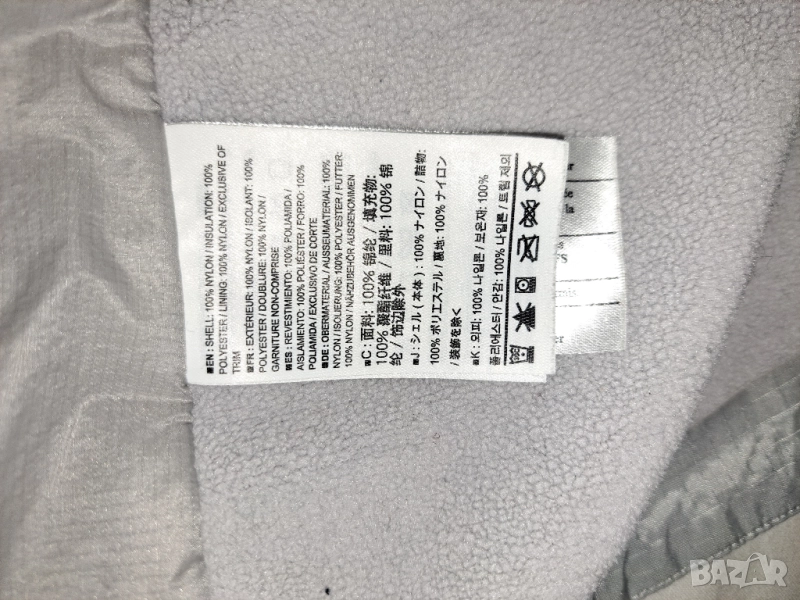 EN : SHELL: 100% NYLON / INSULATION: 100%
POLYESTER / LINING: 100% NYLON / EXCLUSIVE OF
TRIM
FR : EXTÉRIEUR: 100% NYLON / ISOLANT: 100%
POLYESTER / DOUBLURE: 100% NYLON /
GARNITURE NON-COMPRISE
ES : REVESTIMIENTO: 100% POLIAMIDA /
AISLAMIENTO: 100% POLIÉSTER / FORRO: 100%
POLIAMIDA / EXCLUSIVO DE CORTE
DE : OBERMATERIAL / AUSSEUMATERIAL: 100%
NYLON / ISOLIERUNG: 100% POLYESTER / FUTTER:
100% NYLON / NÄHZUBEHÖR AUSGENOMMEN
C : 面料: 100% 锦纶 / 填充物:
100% 聚酯纤维 / 里料: 100% 锦
纶 / 饰边除外
J : シェル (本体) : 100% ナイロン / 詰物:
100% ポリエステル / 裏地: 100% ナイロン
/ 装飾を除く
K : 외피: 100% 나일론 / 보온재: 100%
폴리에스터 / 안감: 100% 나일론 / 트림 제외
BAZAR